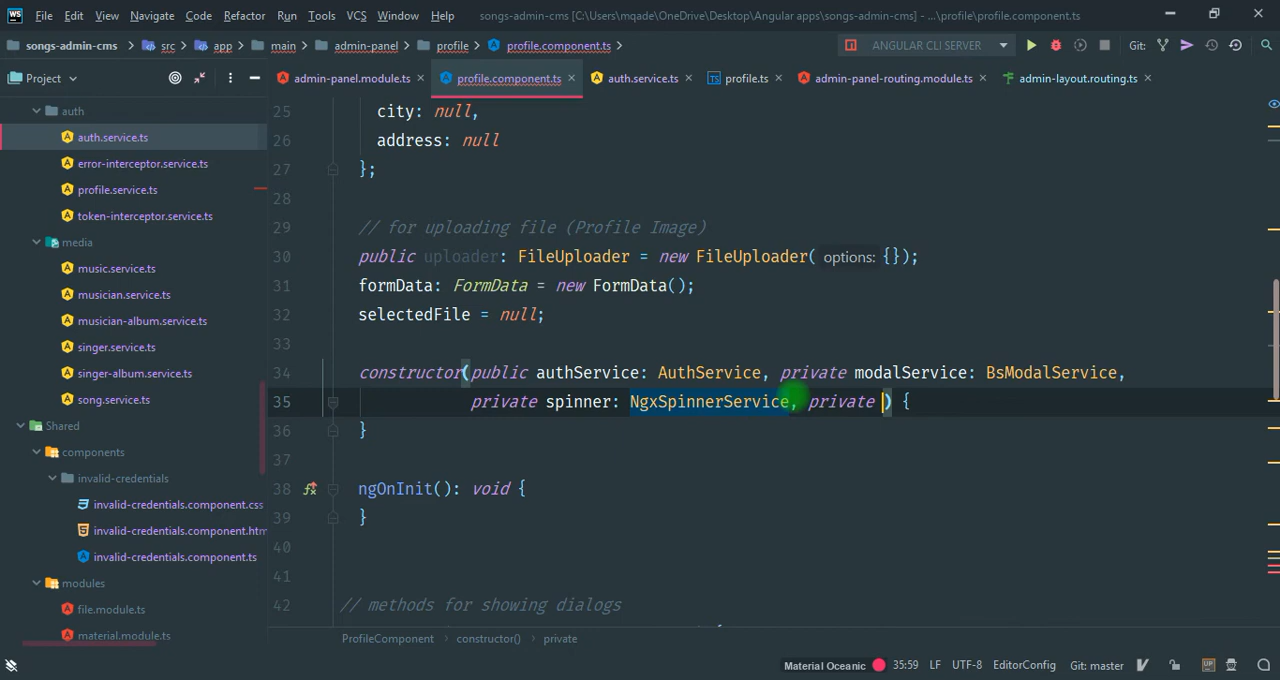 WS File Edit View Navigate Code Refactor Run Tools VCS Window Help songs-admin-cms [C:\Users\mqade\OneDrive\Desktop\Angular apps\songs-admin-cms] - ...\profile\profile.component.ts
songs-admin-cms src app main admin-panel profile profile.component.ts ANGULAR CLI SERVER Git:
Project admin-panel.module.ts profile.component.ts auth.service.ts profile.ts admin-panel-routing.module.ts admin-layout.routing.ts
auth
auth.service.ts
error-interceptor.service.ts
profile.service.ts
token-interceptor.service.ts
media
music.service.ts
musician.service.ts
musician-album.service.ts
singer.service.ts
singer-album.service.ts
song.service.ts
Shared
components
invalid-credentials
invalid-credentials.component.css
invalid-credentials.component.htm
invalid-credentials.component.ts
modules
file.module.ts
material.module.ts
25 city: null,
26 address: null
27 };
28
29 // for uploading file (Profile Image)
30 public uploader: FileUploader = new FileUploader( options: {});
31 formData: FormData = new FormData();
32 selectedFile = null;
33
34 constructor(public authService: AuthService, private modalService: BsModalService,
35 private spinner: NgxSpinnerService, private ) {
36 }
37
38 ngOnInit(): void {
39 }
40
41
42 // methods for showing dialogs
ProfileComponent constructor() private
Material Oceanic 35:59 LF UTF-8 EditorConfig Git: master